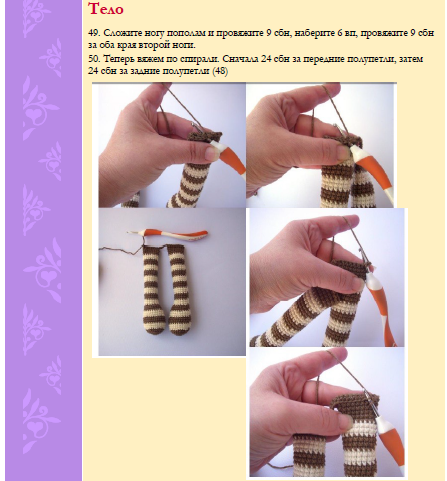 Тело
49. Сложите ногу пополам и провяжите 9 сбн, наберите 6 вп, провяжите 9 сбн
за оба края второй ноги.
50. Теперь вяжем по спирали. Сначала 24 сбн за передние полупетли, затем
24 сбн за задние полупетли (48)